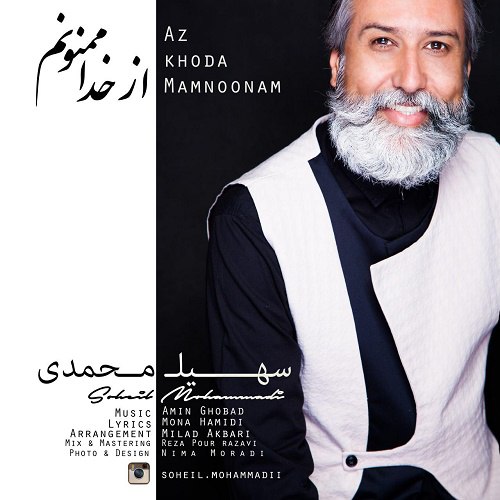 از خدا ممنونم
Az
khoda
Mamnoonam
سهیل محمدی
Soheil Mohammadi
Music Amin Ghobad
Lyrics Mona Hamidi
Arrangement Milad Akbari
Mix & Mastering Reza Pour razavi
Photo & Design Nima Moradi
soheil.mohammadii